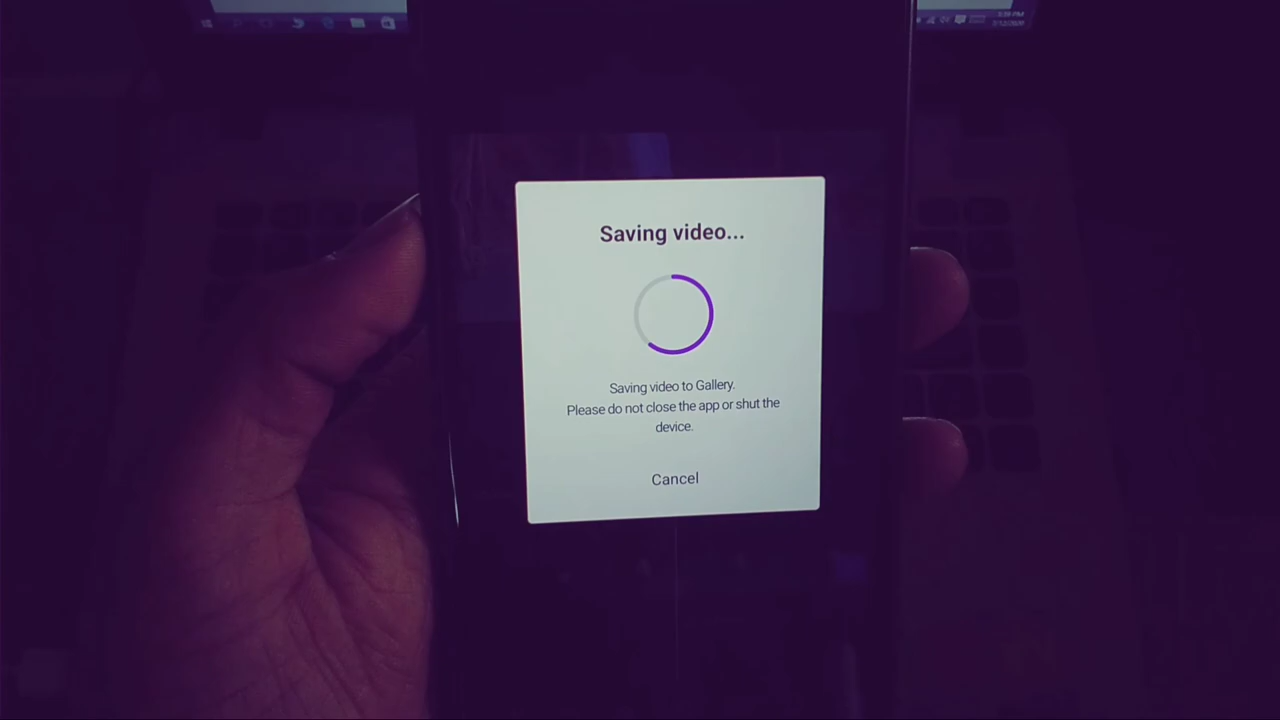 Saving video...
Saving video to Gallery.
Please do not close the app or shut the
device.
Cancel